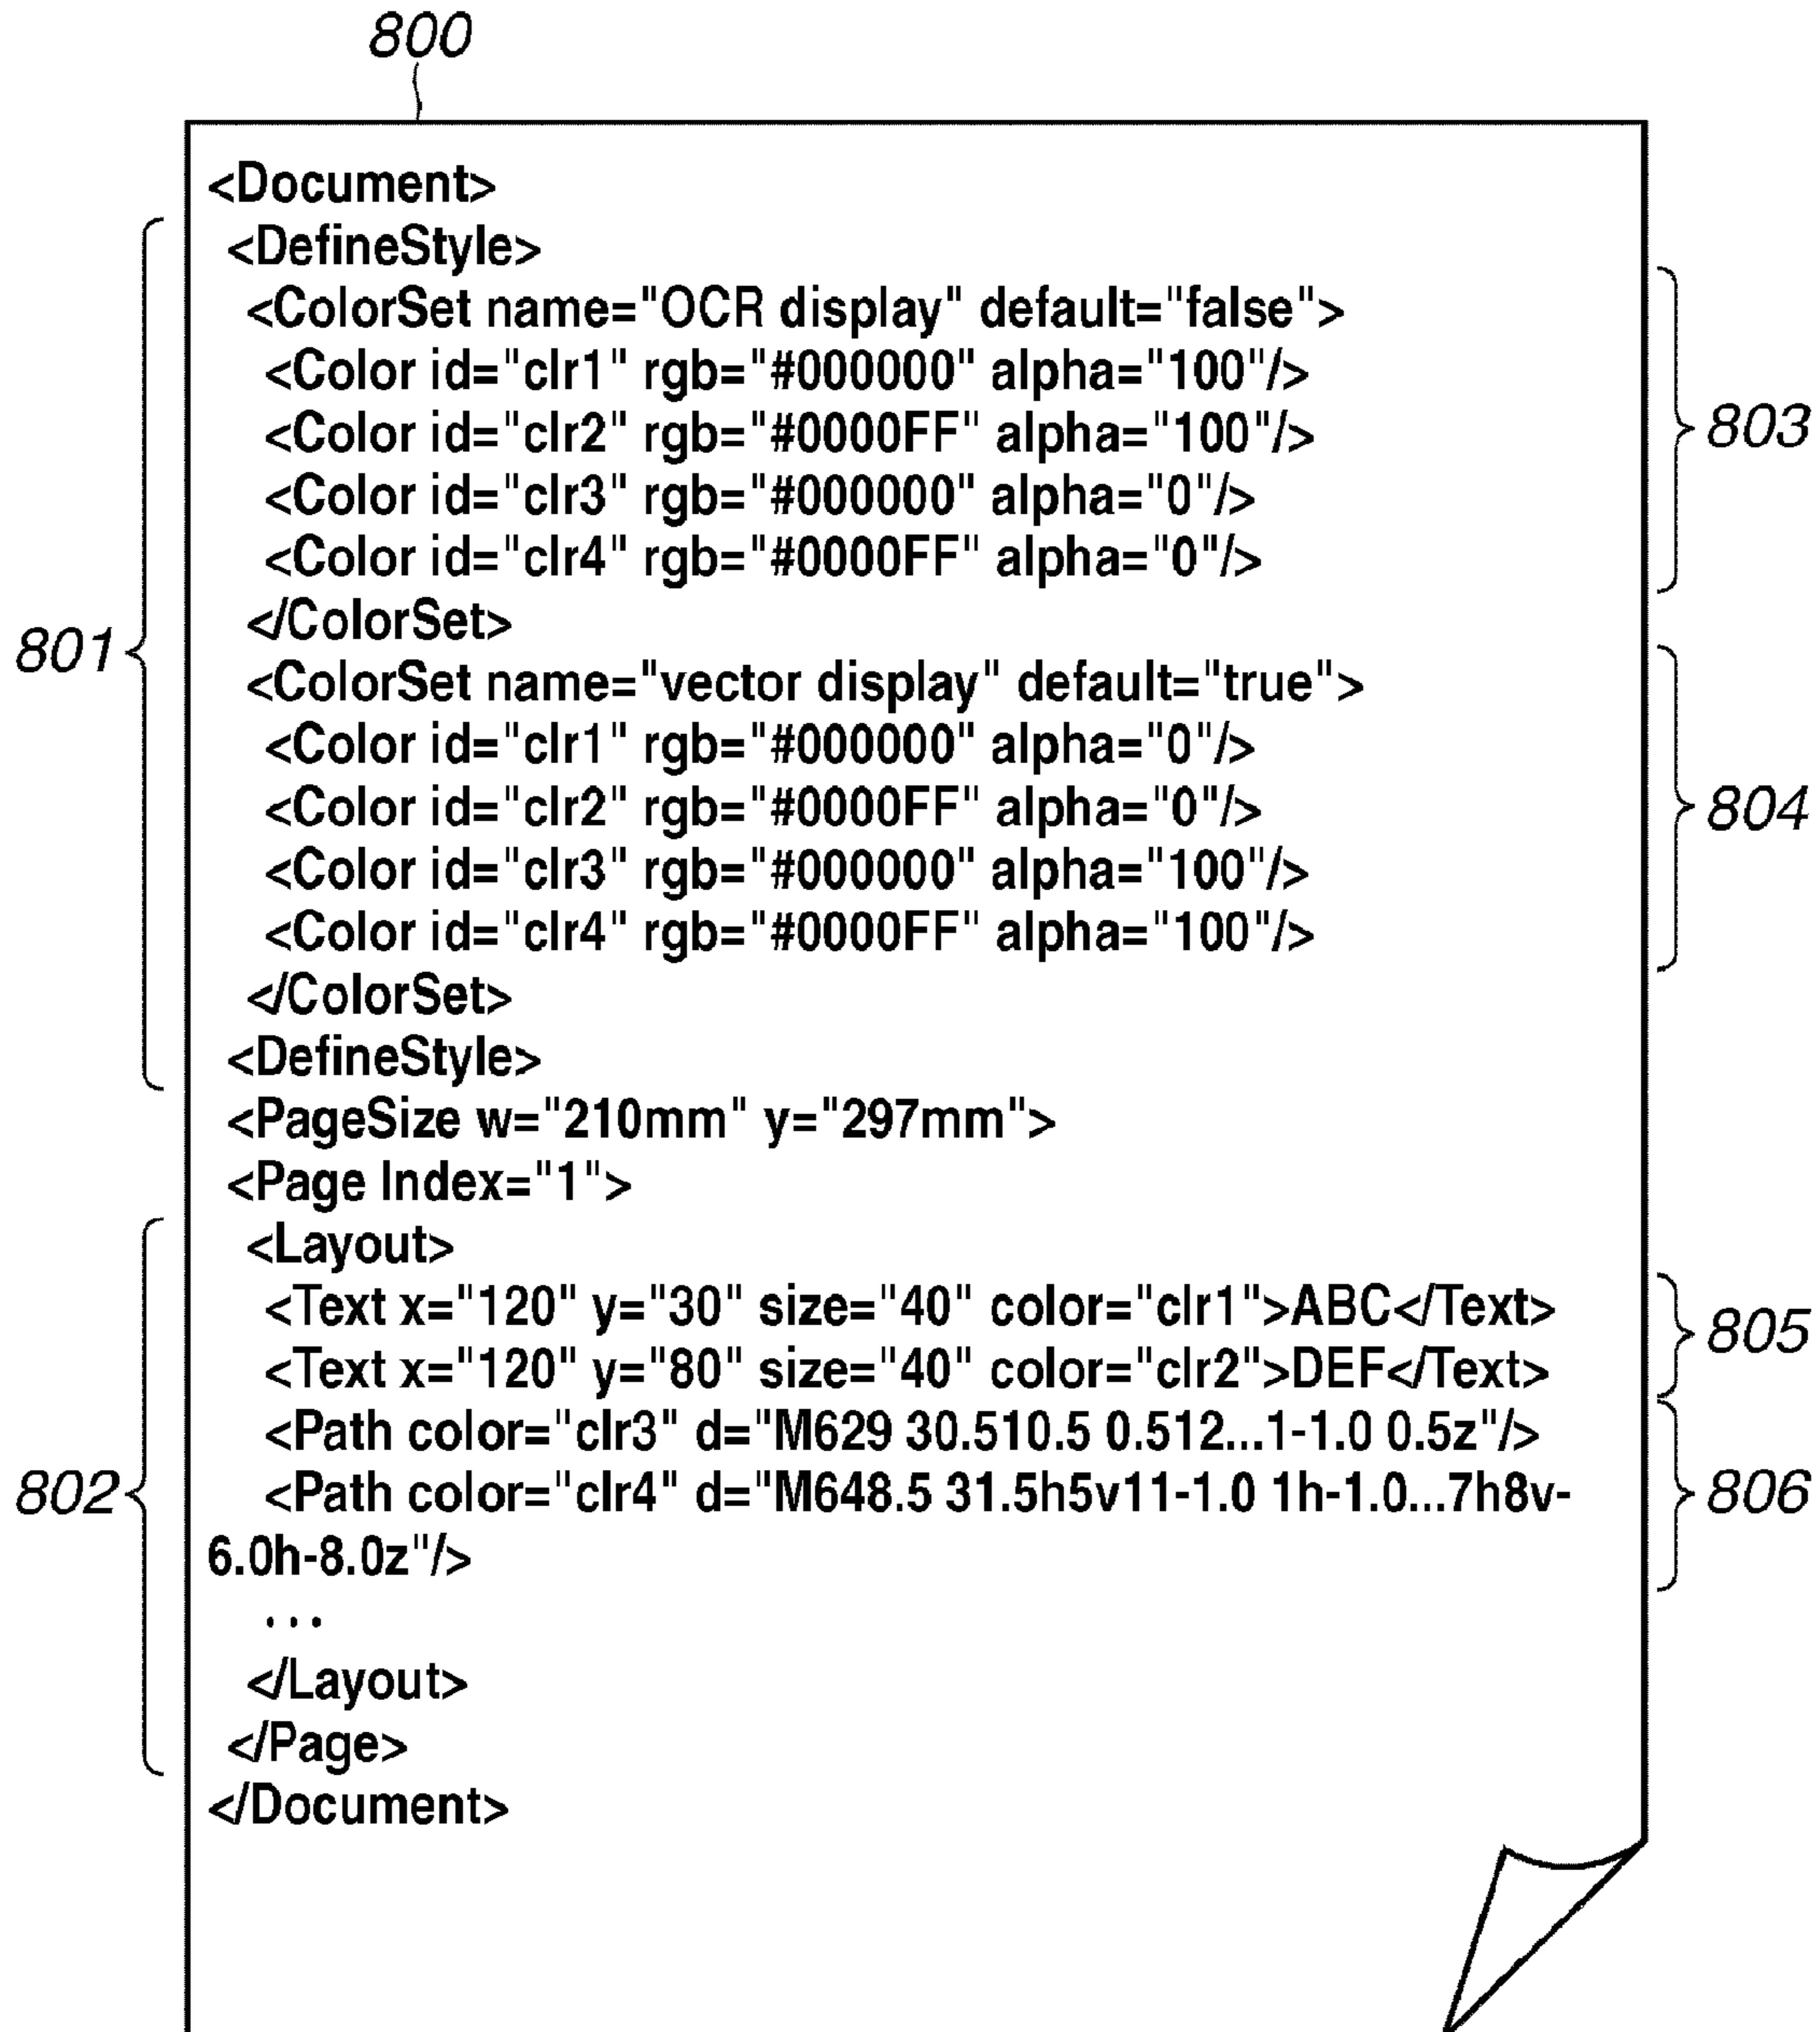 800
<Document>
<DefineStyle>
<ColorSet name="OCR display" default="false">
<Color id="clr1" rgb="#000000" alpha="100"/>
<Color id="clr2" rgb="#0000FF" alpha="100"/>
803
<Color id="clr3" rgb="#000000" alpha="0"/>
<Color id="clr4" rgb="#0000FF" alpha="0"/>
</ColorSet>
801
<ColorSet name="vector display" default="true">
<Color id="clr1" rgb="#000000" alpha="0"/>
<Color id="clr2" rgb="#0000FF" alpha="0"/>
804
<Color id="clr3" rgb="#000000" alpha="100"/>
<Color id="clr4" rgb="#0000FF" alpha="100"/>
</ColorSet>
<DefineStyle>
<PageSize w="210mm" y="297mm">
<Page Index="1">
<Layout>
<Text x="120" y="30" size="40" color="clr1">ABC</Text>
805
<Text x="120" y="80" size="40" color="clr2">DEF</Text>
<Path color="clr3" d="M629 30.510.5 0.512...1-1.0 0.5z"/>
802
<Path color="clr4" d="M648.5 31.5h5v11-1.0 1h-1.0...7h8v-
806
6.0h-8.0z"/>
...
</Layout>
</Page>
</Document>